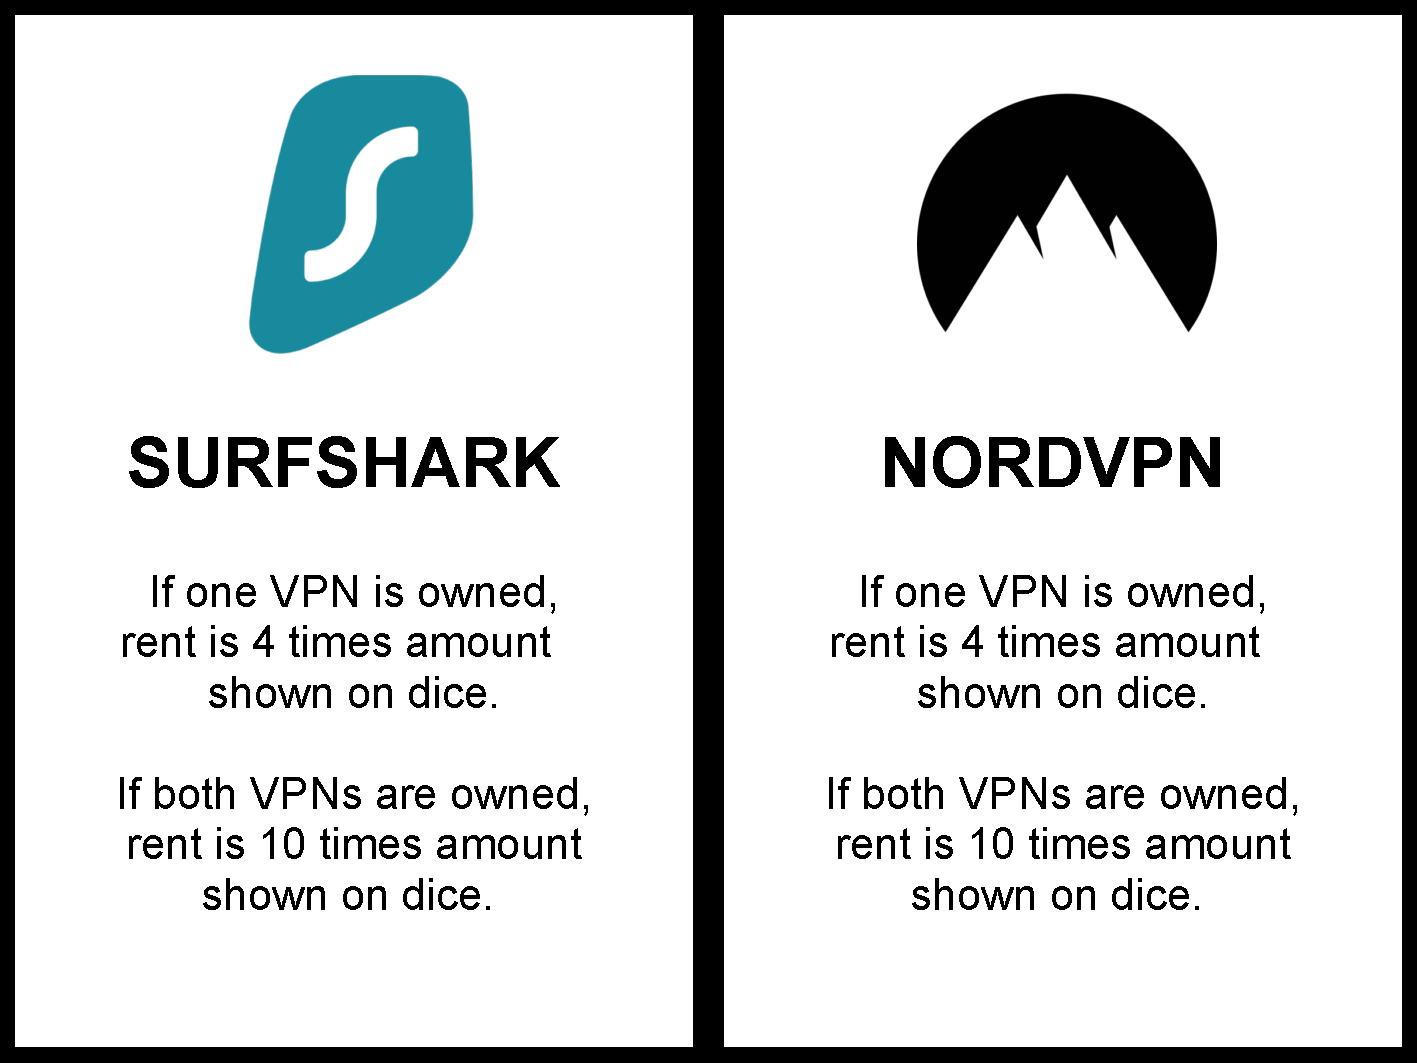 SURFSHARK
If one VPN is owned,
rent is 4 times amount
shown on dice.
If both VPNs are owned,
rent is 10 times amount
shown on dice.
NORDVPN
If one VPN is owned,
rent is 4 times amount
shown on dice.
If both VPNs are owned,
rent is 10 times amount
shown on dice.